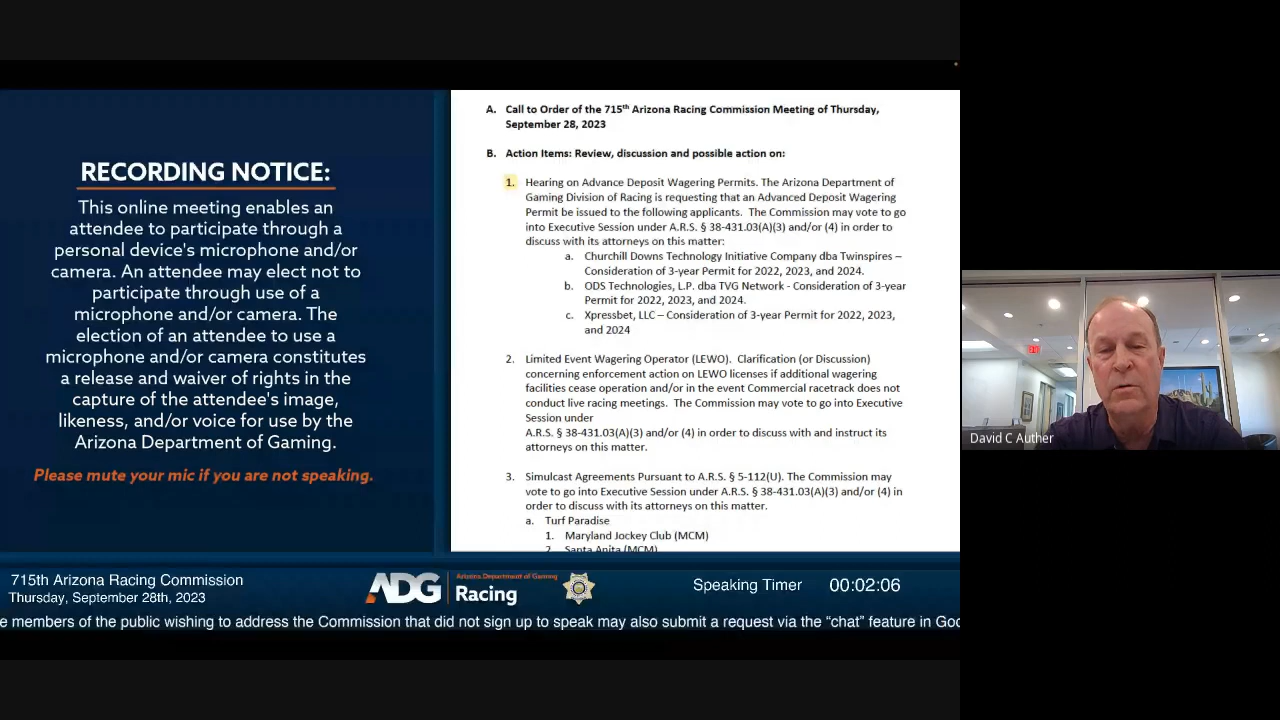 RECORDING NOTICE:
This online meeting enables an
attendee to participate through a
personal device's microphone and/or
camera. An attendee may elect not to
participate through use of a
microphone and/or camera. The
election of an attendee to use a
microphone and/or camera constitutes
a release and waiver of rights in the
capture of the attendee's image,
likeness, and/or voice for use by the
Arizona Department of Gaming.
Please mute your mic if you are not speaking.
A. Call to Order of the 715th Arizona Racing Commission Meeting of Thursday,
September 28, 2023
B. Action Items: Review, discussion and possible action on:
1. Hearing on Advance Deposit Wagering Permits. The Arizona Department of
Gaming Division of Racing is requesting that an Advanced Deposit Wagering
Permit be issued to the following applicants. The Commission may vote to go
into Executive Session under A.R.S. § 38-431.03(A)(3) and/or (4) in order to
discuss with its attorneys on this matter:
a. Churchill Downs Technology Initiative Company dba Twinspires –
Consideration of 3-year Permit for 2022, 2023, and 2024.
b. ODS Technologies, L.P. dba TVG Network - Consideration of 3-year
Permit for 2022, 2023, and 2024.
c. Xpressbet, LLC – Consideration of 3-year Permit for 2022, 2023,
and 2024
2. Limited Event Wagering Operator (LEWO). Clarification (or Discussion)
concerning enforcement action on LEWO licenses if additional wagering
facilities cease operation and/or in the event Commercial racetrack does not
conduct live racing meetings. The Commission may vote to go into Executive
Session under
A.R.S. § 38-431.03(A)(3) and/or (4) in order to discuss with and instruct its
attorneys on this matter.
3. Simulcast Agreements Pursuant to A.R.S. § 5-112(U). The Commission may
vote to go into Executive Session under A.R.S. § 38-431.03(A)(3) and/or (4) in
order to discuss with its attorneys on this matter.
a. Turf Paradise
1. Maryland Jockey Club (MCM)
2. Santa Anita (MCM)
David C Auther
715th Arizona Racing Commission
Thursday, September 28th, 2023
ADG
Arizona Department of Gaming
Racing
Speaking Timer 00:02:06
e members of the public wishing to address the Commission that did not sign up to speak may also submit a request via the “chat” feature in Goo